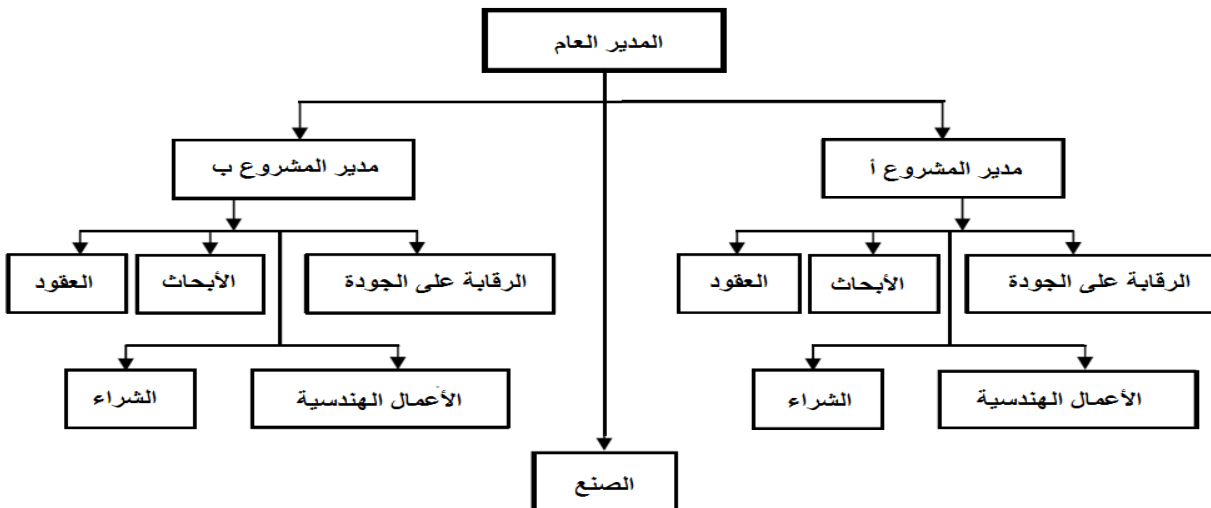 المدير العام
مدير المشروع أ
مدير المشروع ب
الرقابة على الجودة
الأبحاث
العقود
الرقابة على الجودة
الأبحاث
العقود
الأعمال الهندسية
الشراء
الأعمال الهندسية
الشراء
الصنع